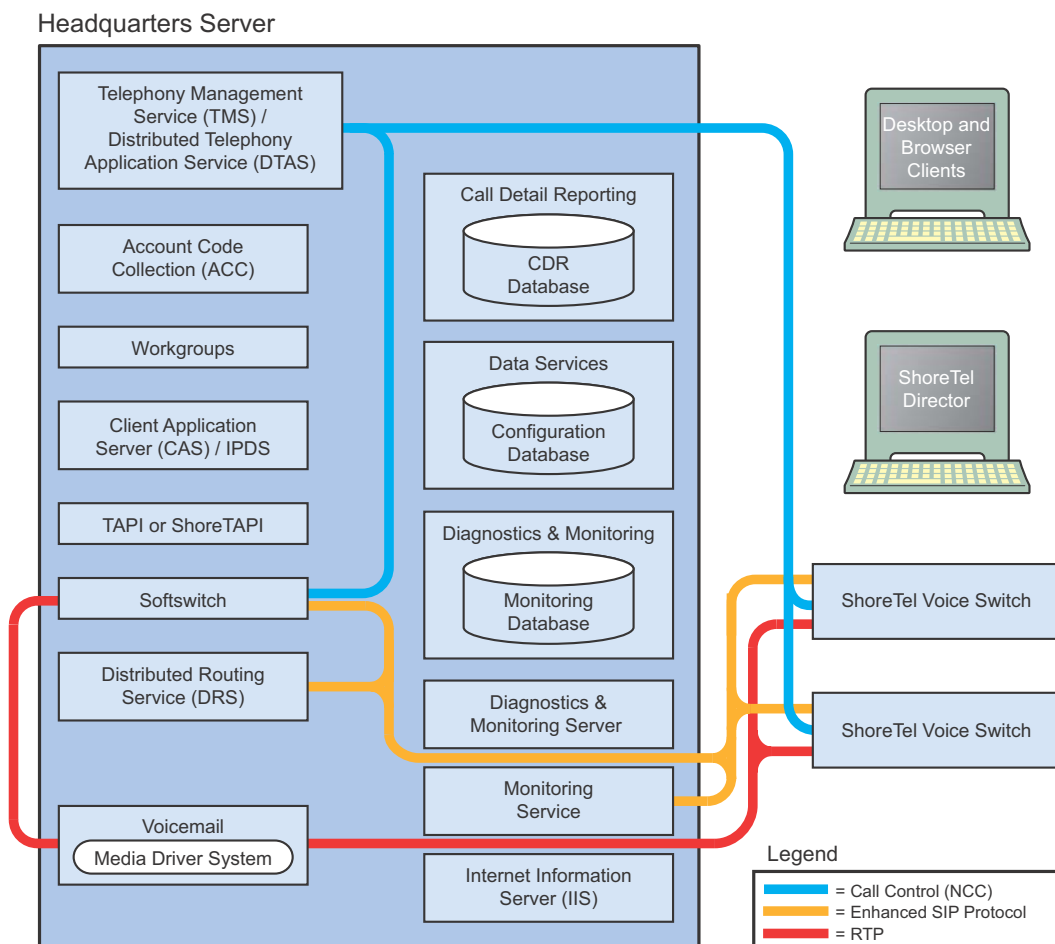 Headquarters Server
Telephony Management
Service (TMS) /
Distributed Telephony
Application Service (DTAS)
Account Code
Collection (ACC)
Workgroups
Client Application
Server (CAS) / IPDS
TAPI or ShoreTAPI
Softswitch
Distributed Routing
Service (DRS)
Voicemail
Media Driver System
Call Detail Reporting
CDR
Database
Data Services
Configuration
Database
Diagnostics & Monitoring
Monitoring
Database
Diagnostics &
Monitoring Server
Monitoring
Service
Internet Information
Server (IIS)
Desktop and
Browser
Clients
ShoreTel
Director
ShoreTel Voice Switch
ShoreTel Voice Switch
Legend
= Call Control (NCC)
= Enhanced SIP Protocol
= RTP